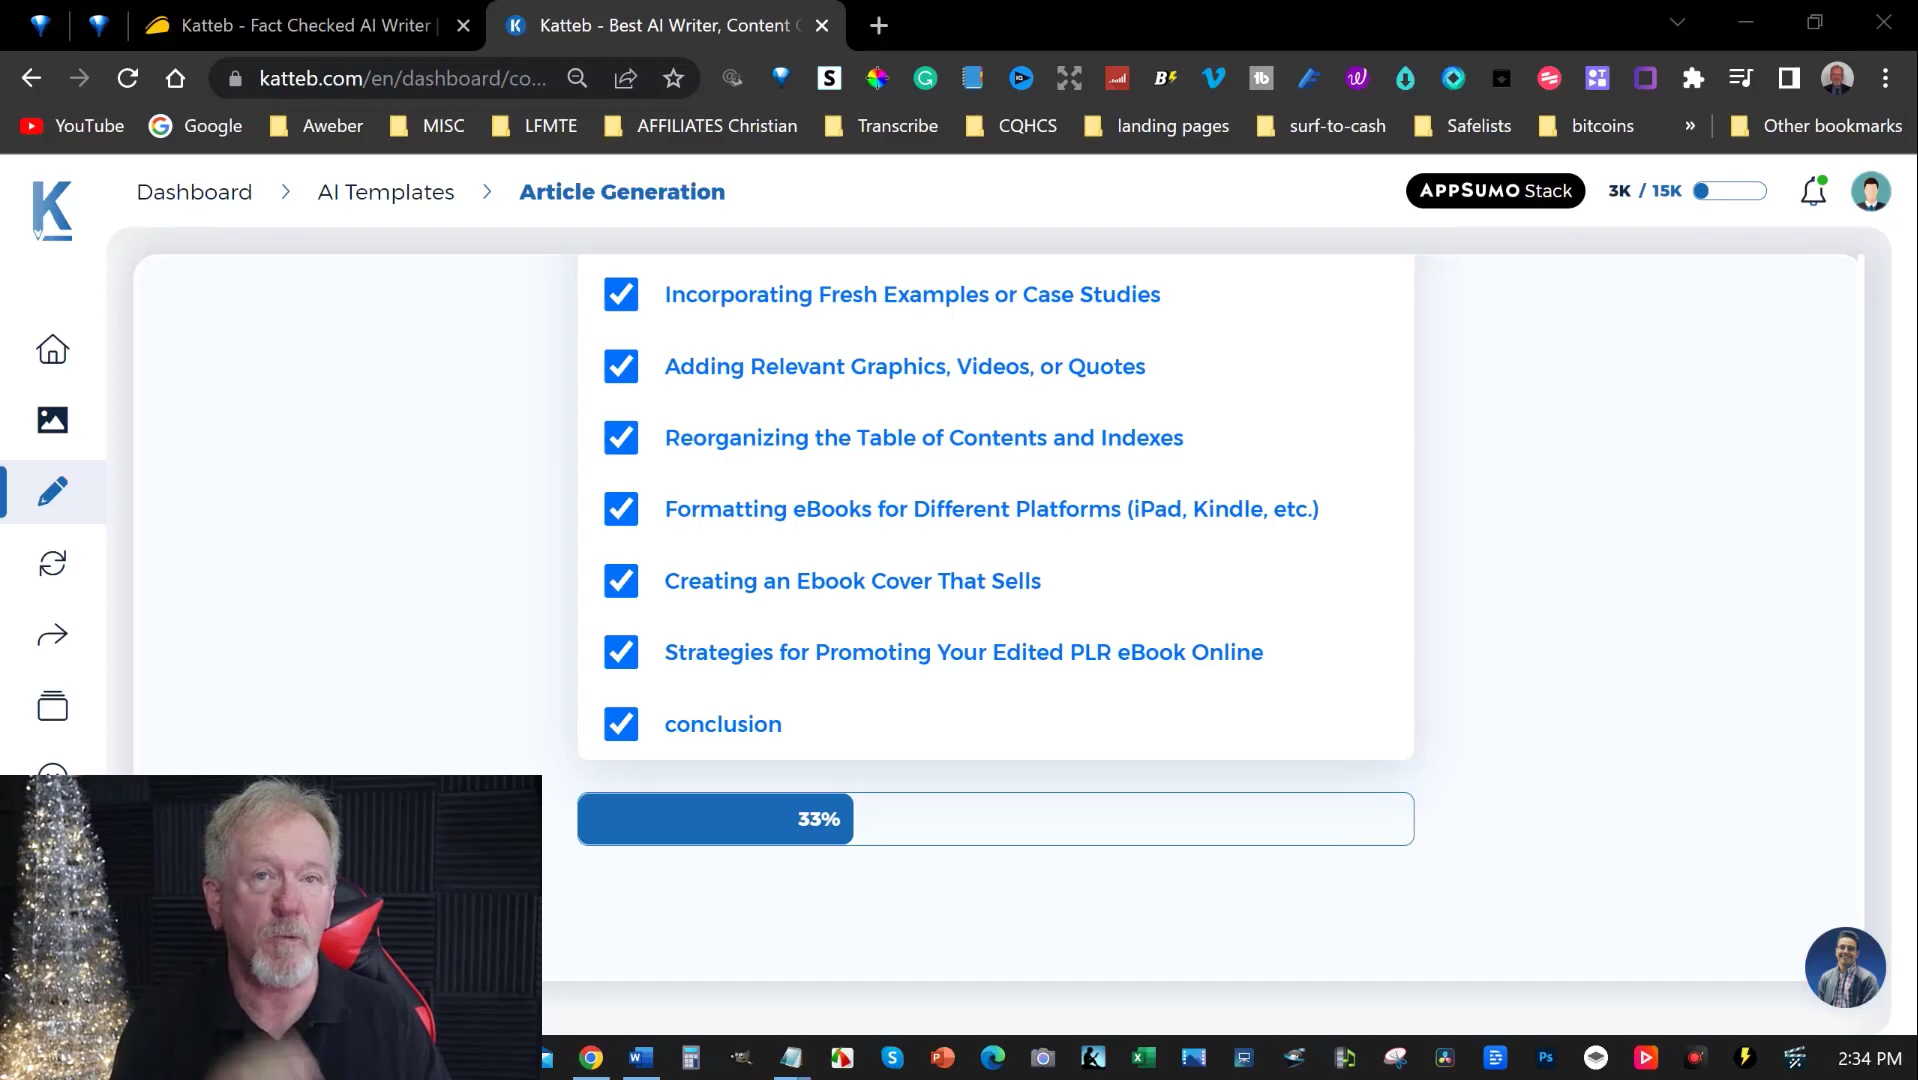 Katteb - Fact Checked AI Writer
Katteb - Best AI Writer, Content
katteb.com/en/dashboard/co...
YouTube
Google
Aweber
MISC
LFMTE
AFFILIATES Christian
Transcribe
CQHCS
landing pages
surf-to-cash
Safelists
bitcoins
»
Other bookmarks
K
Dashboard > AI Templates > Article Generation
APPSUMO Stack
3K / 15K
Incorporating Fresh Examples or Case Studies
Adding Relevant Graphics, Videos, or Quotes
Reorganizing the Table of Contents and Indexes
Formatting eBooks for Different Platforms (iPad, Kindle, etc.)
Creating an Ebook Cover That Sells
Strategies for Promoting Your Edited PLR eBook Online
conclusion
33%
2:34 PM